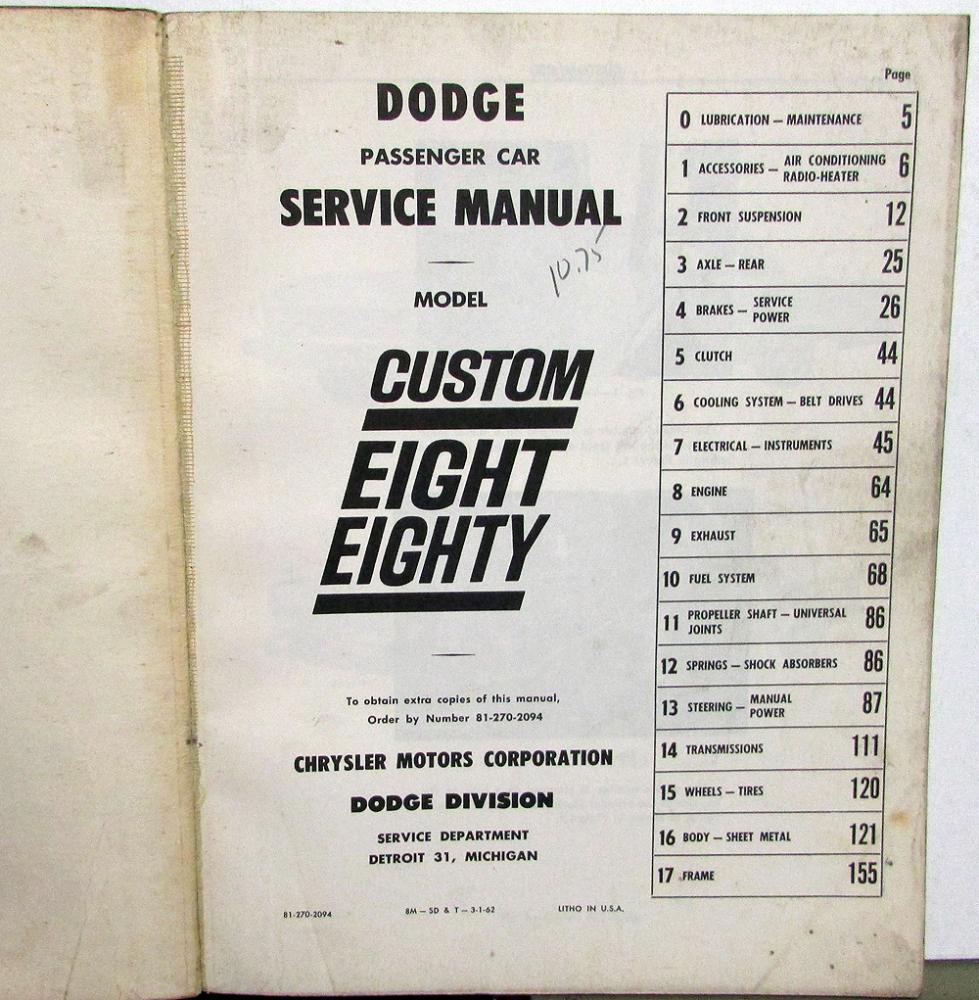 DODGE
PASSENGER CAR
SERVICE MANUAL
10.75
MODEL
CUSTOM
EIGHT
EIGHTY
To obtain extra copies of this manual,
Order by Number 81-270-2094
CHRYSLER MOTORS CORPORATION
DODGE DIVISION
SERVICE DEPARTMENT
DETROIT 31, MICHIGAN
81-270-2094 8M — SD & T — 3-1-62 LITHO IN U.S.A.
Page
0 LUBRICATION — MAINTENANCE 5
1 ACCESSORIES — AIR CONDITIONING 6
RADIO-HEATER
2 FRONT SUSPENSION 12
3 AXLE — REAR 25
4 BRAKES — SERVICE 26
POWER
5 CLUTCH 44
6 COOLING SYSTEM — BELT DRIVES 44
7 ELECTRICAL — INSTRUMENTS 45
8 ENGINE 64
9 EXHAUST 65
10 FUEL SYSTEM 68
11 PROPELLER SHAFT — UNIVERSAL 86
JOINTS
12 SPRINGS — SHOCK ABSORBERS 86
13 STEERING — MANUAL 87
POWER
14 TRANSMISSIONS 111
15 WHEELS — TIRES 120
16 BODY — SHEET METAL 121
17 FRAME 155